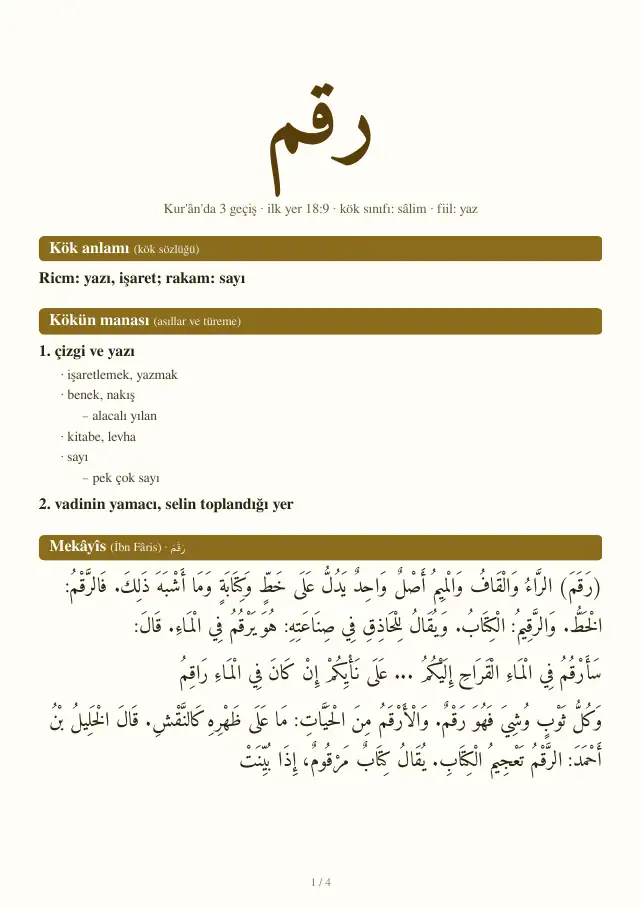 رقم
Kur'ân'da 3 geçiş · ilk yer 18:9 · kök sınıfı: sâlim · fiil: yaz
Kök anlamı (kök sözlüğü)
Ricm: yazı, işaret; rakam: sayı
Kökün manası (asıllar ve türeme)
1. çizgi ve yazı
· işaretlemek, yazmak
· benek, nakış
– alacalı yılan
· kitabe, levha
· sayı
– pek çok sayı
2. vadinin yamacı, selin toplandığı yer
Mekâyîs (İbn Fâris) · رَقَمَ
(رَقَمَ) الرَّاءُ وَالْقَافُ وَالْمِيمُ أَصْلٌ وَاحِدٌ يَدُلُّ عَلَى خَطٍّ وَكِتَابَةٍ وَمَا أَشْبَهَ ذَلِكَ. فَالرَّقْمُ:
الْخَطُّ. وَالرَّقِيمُ: الْكِتَابُ. وَيُقَالُ لِلْحَاذِقِ فِي صِنَاعَتِهِ: هُوَ يَرْقُمُ فِي الْمَاءِ. قَالَ:
سَأَرْقُمُ فِي الْمَاءِ الْقَرَاحِ إِلَيْكُمُ ... عَلَى نَأْيِكُمْ إِنْ كَانَ فِي الْمَاءِ رَاقِمُ
وَكُلُّ ثَوْبٍ وُشِيَ فَهُوَ رَقْمٌ. وَالْأَرْقَمُ مِنَ الْحَيَّاتِ: مَا عَلَى ظَهْرِهِ كَالنَّقْشِ. قَالَ الْخَلِيلُ بْنُ
أَحْمَدَ: الرَّقْمُ تَعْجِيمُ الْكِتَابِ. يُقَالُ كِتَابٌ مَرْقُومٌ، إِذَا بُيِّنَتْ
1 / 4